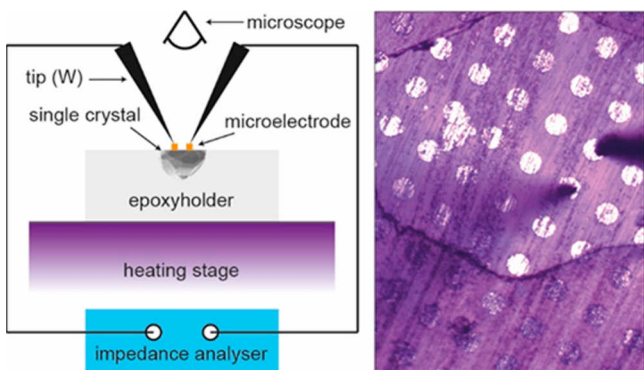 microscope
tip (W)
single crystal
microelectrode
epoxyholder
heating stage
impedance analyser